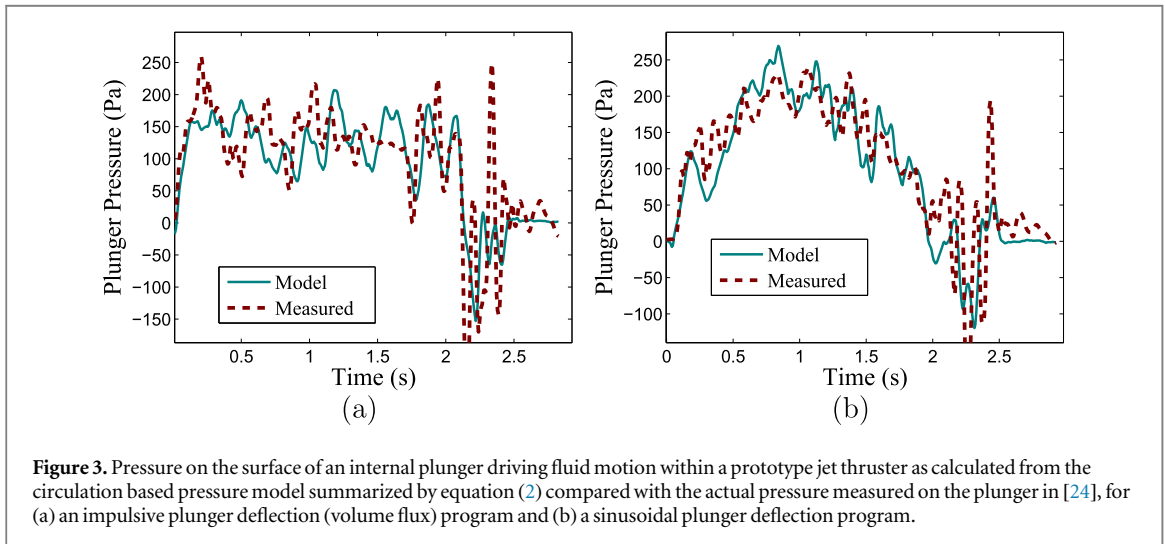 Plunger Pressure (Pa)
250
200
150
100
50
0
−50
−100
−150
Model
Measured
0.5 1 1.5 2 2.5
Time (s)
(a)
Plunger Pressure (Pa)
250
200
150
100
50
0
−50
−100
Model
Measured
0 0.5 1 1.5 2 2.5
Time (s)
(b)
Figure 3. Pressure on the surface of an internal plunger driving fluid motion within a prototype jet thruster as calculated from the
circulation based pressure model summarized by equation (2) compared with the actual pressure measured on the plunger in [24], for
(a) an impulsive plunger deflection (volume flux) program and (b) a sinusoidal plunger deflection program.